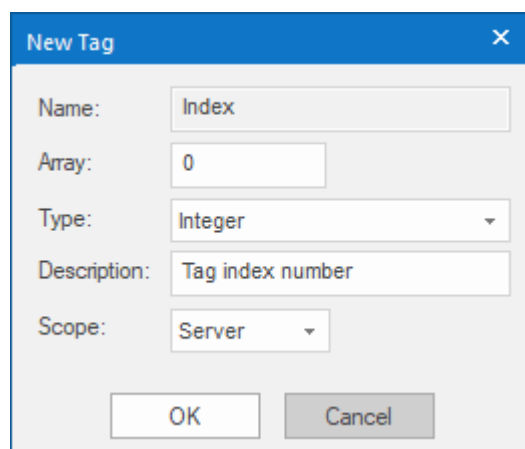 New Tag
Name: Index
Array: 0
Type: Integer
Description: Tag index number
Scope: Server
OK Cancel